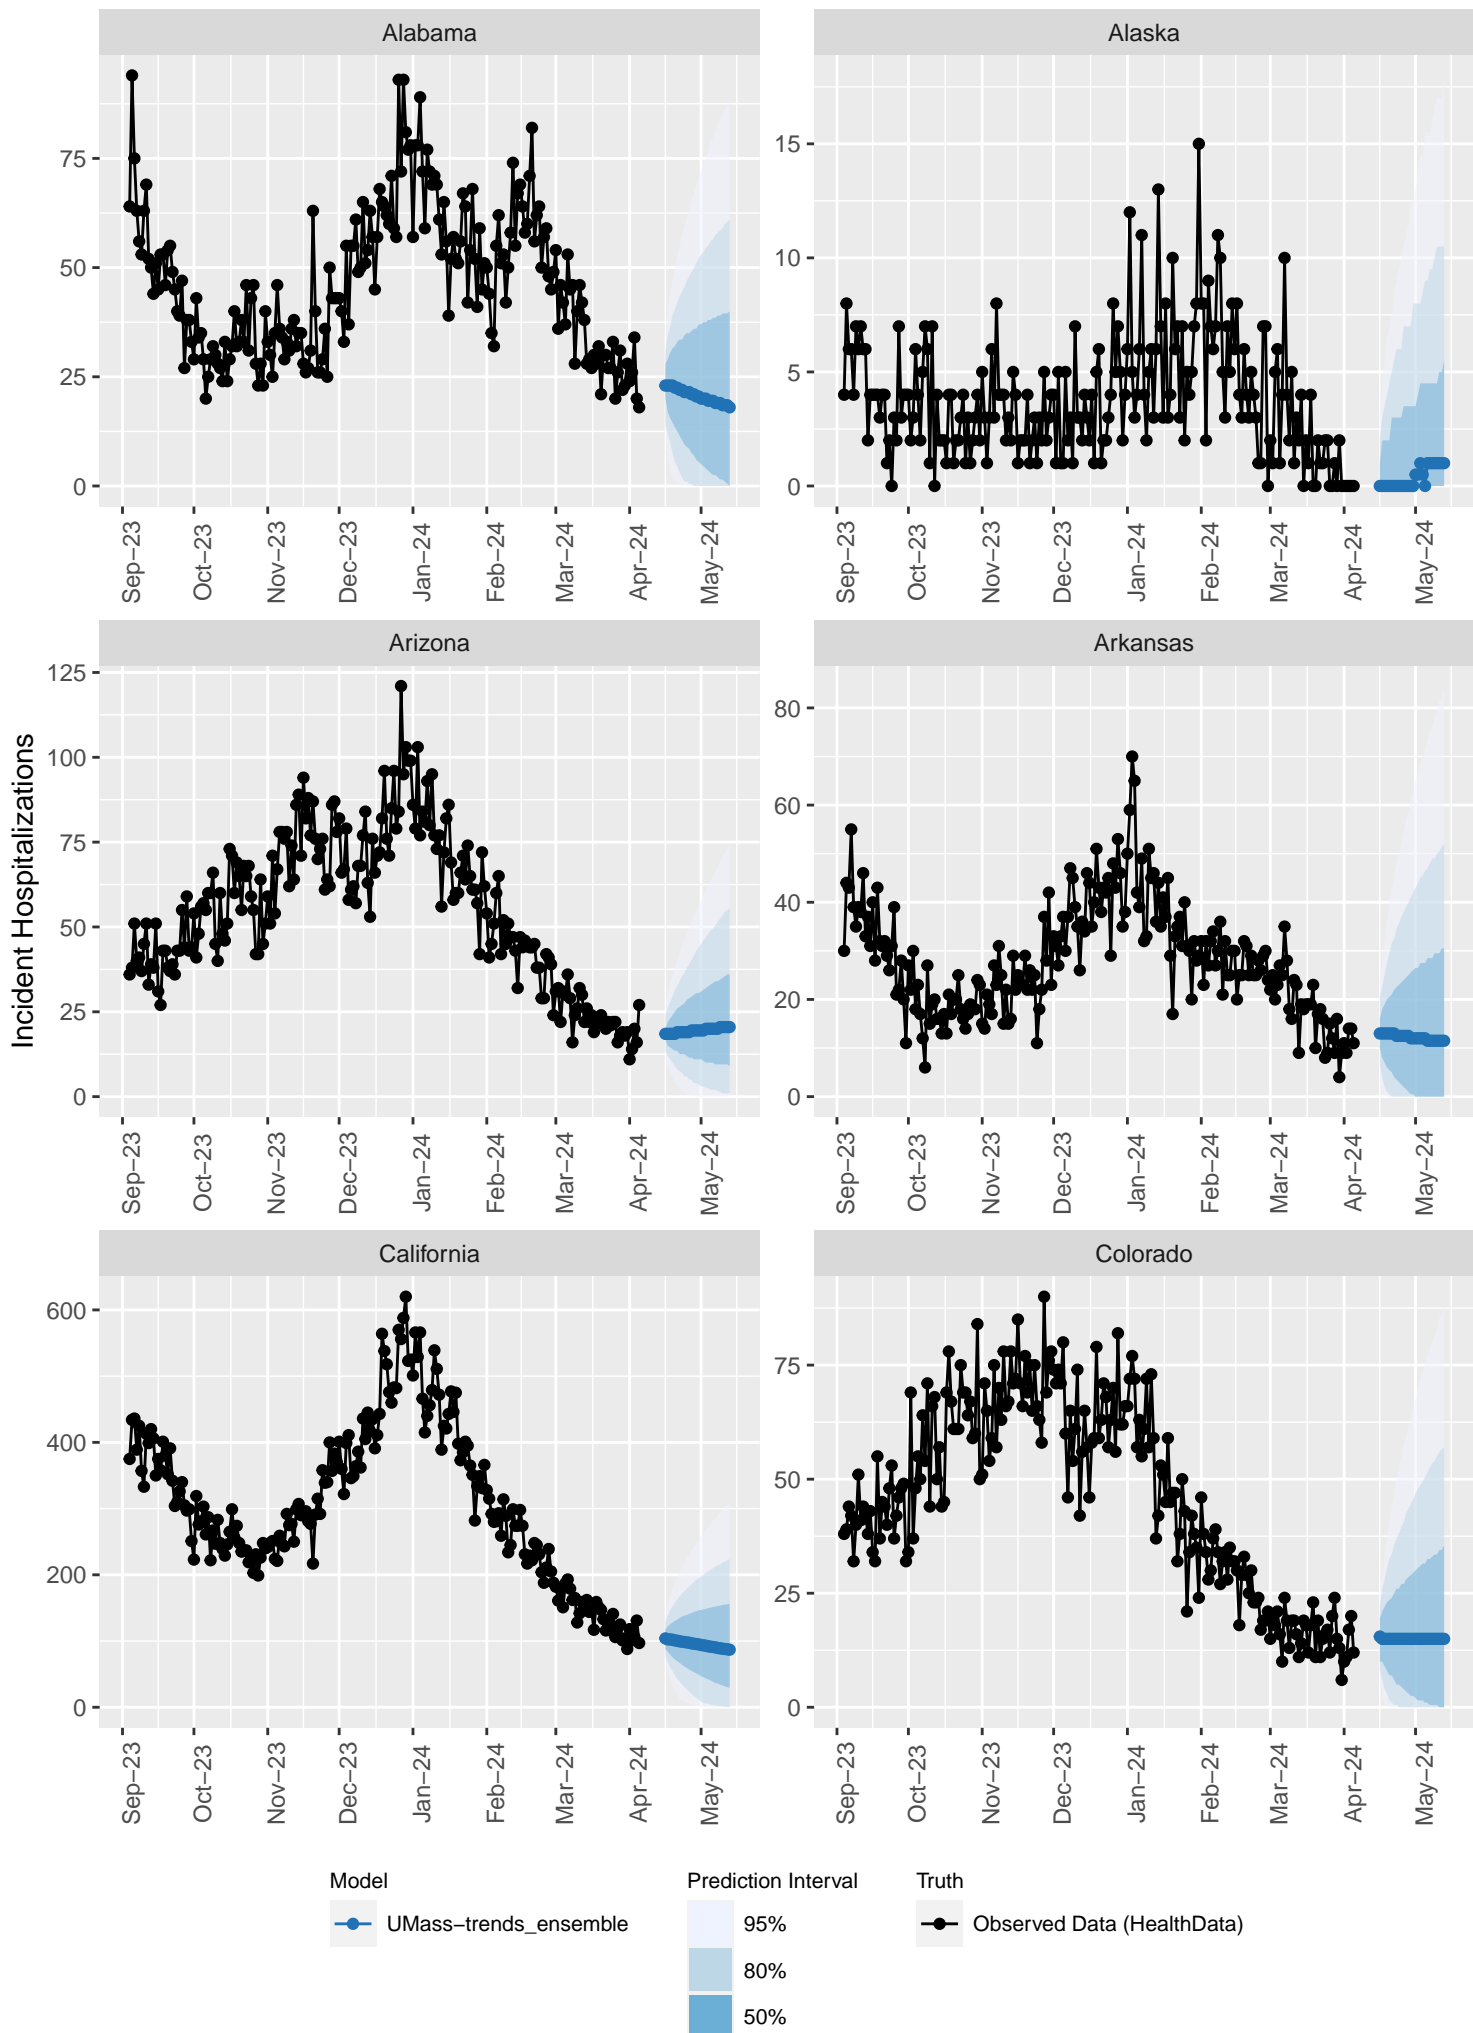 Alabama
Alaska
75
50
25
0
15
10
5
0
Sep−23
Oct−23
Nov−23
Dec−23
Jan−24
Feb−24
Mar−24
Apr−24
May−24
Sep−23
Oct−23
Nov−23
Dec−23
Jan−24
Feb−24
Mar−24
Apr−24
May−24
Incident Hospitalizations
Arizona
Arkansas
125
100
75
50
25
0
80
60
40
20
0
Sep−23
Oct−23
Nov−23
Dec−23
Jan−24
Feb−24
Mar−24
Apr−24
May−24
Sep−23
Oct−23
Nov−23
Dec−23
Jan−24
Feb−24
Mar−24
Apr−24
May−24
California
Colorado
600
400
200
0
75
50
25
0
Sep−23
Oct−23
Nov−23
Dec−23
Jan−24
Feb−24
Mar−24
Apr−24
May−24
Sep−23
Oct−23
Nov−23
Dec−23
Jan−24
Feb−24
Mar−24
Apr−24
May−24
Model
UMass−trends_ensemble
Prediction Interval
95%
80%
50%
Truth
Observed Data (HealthData)